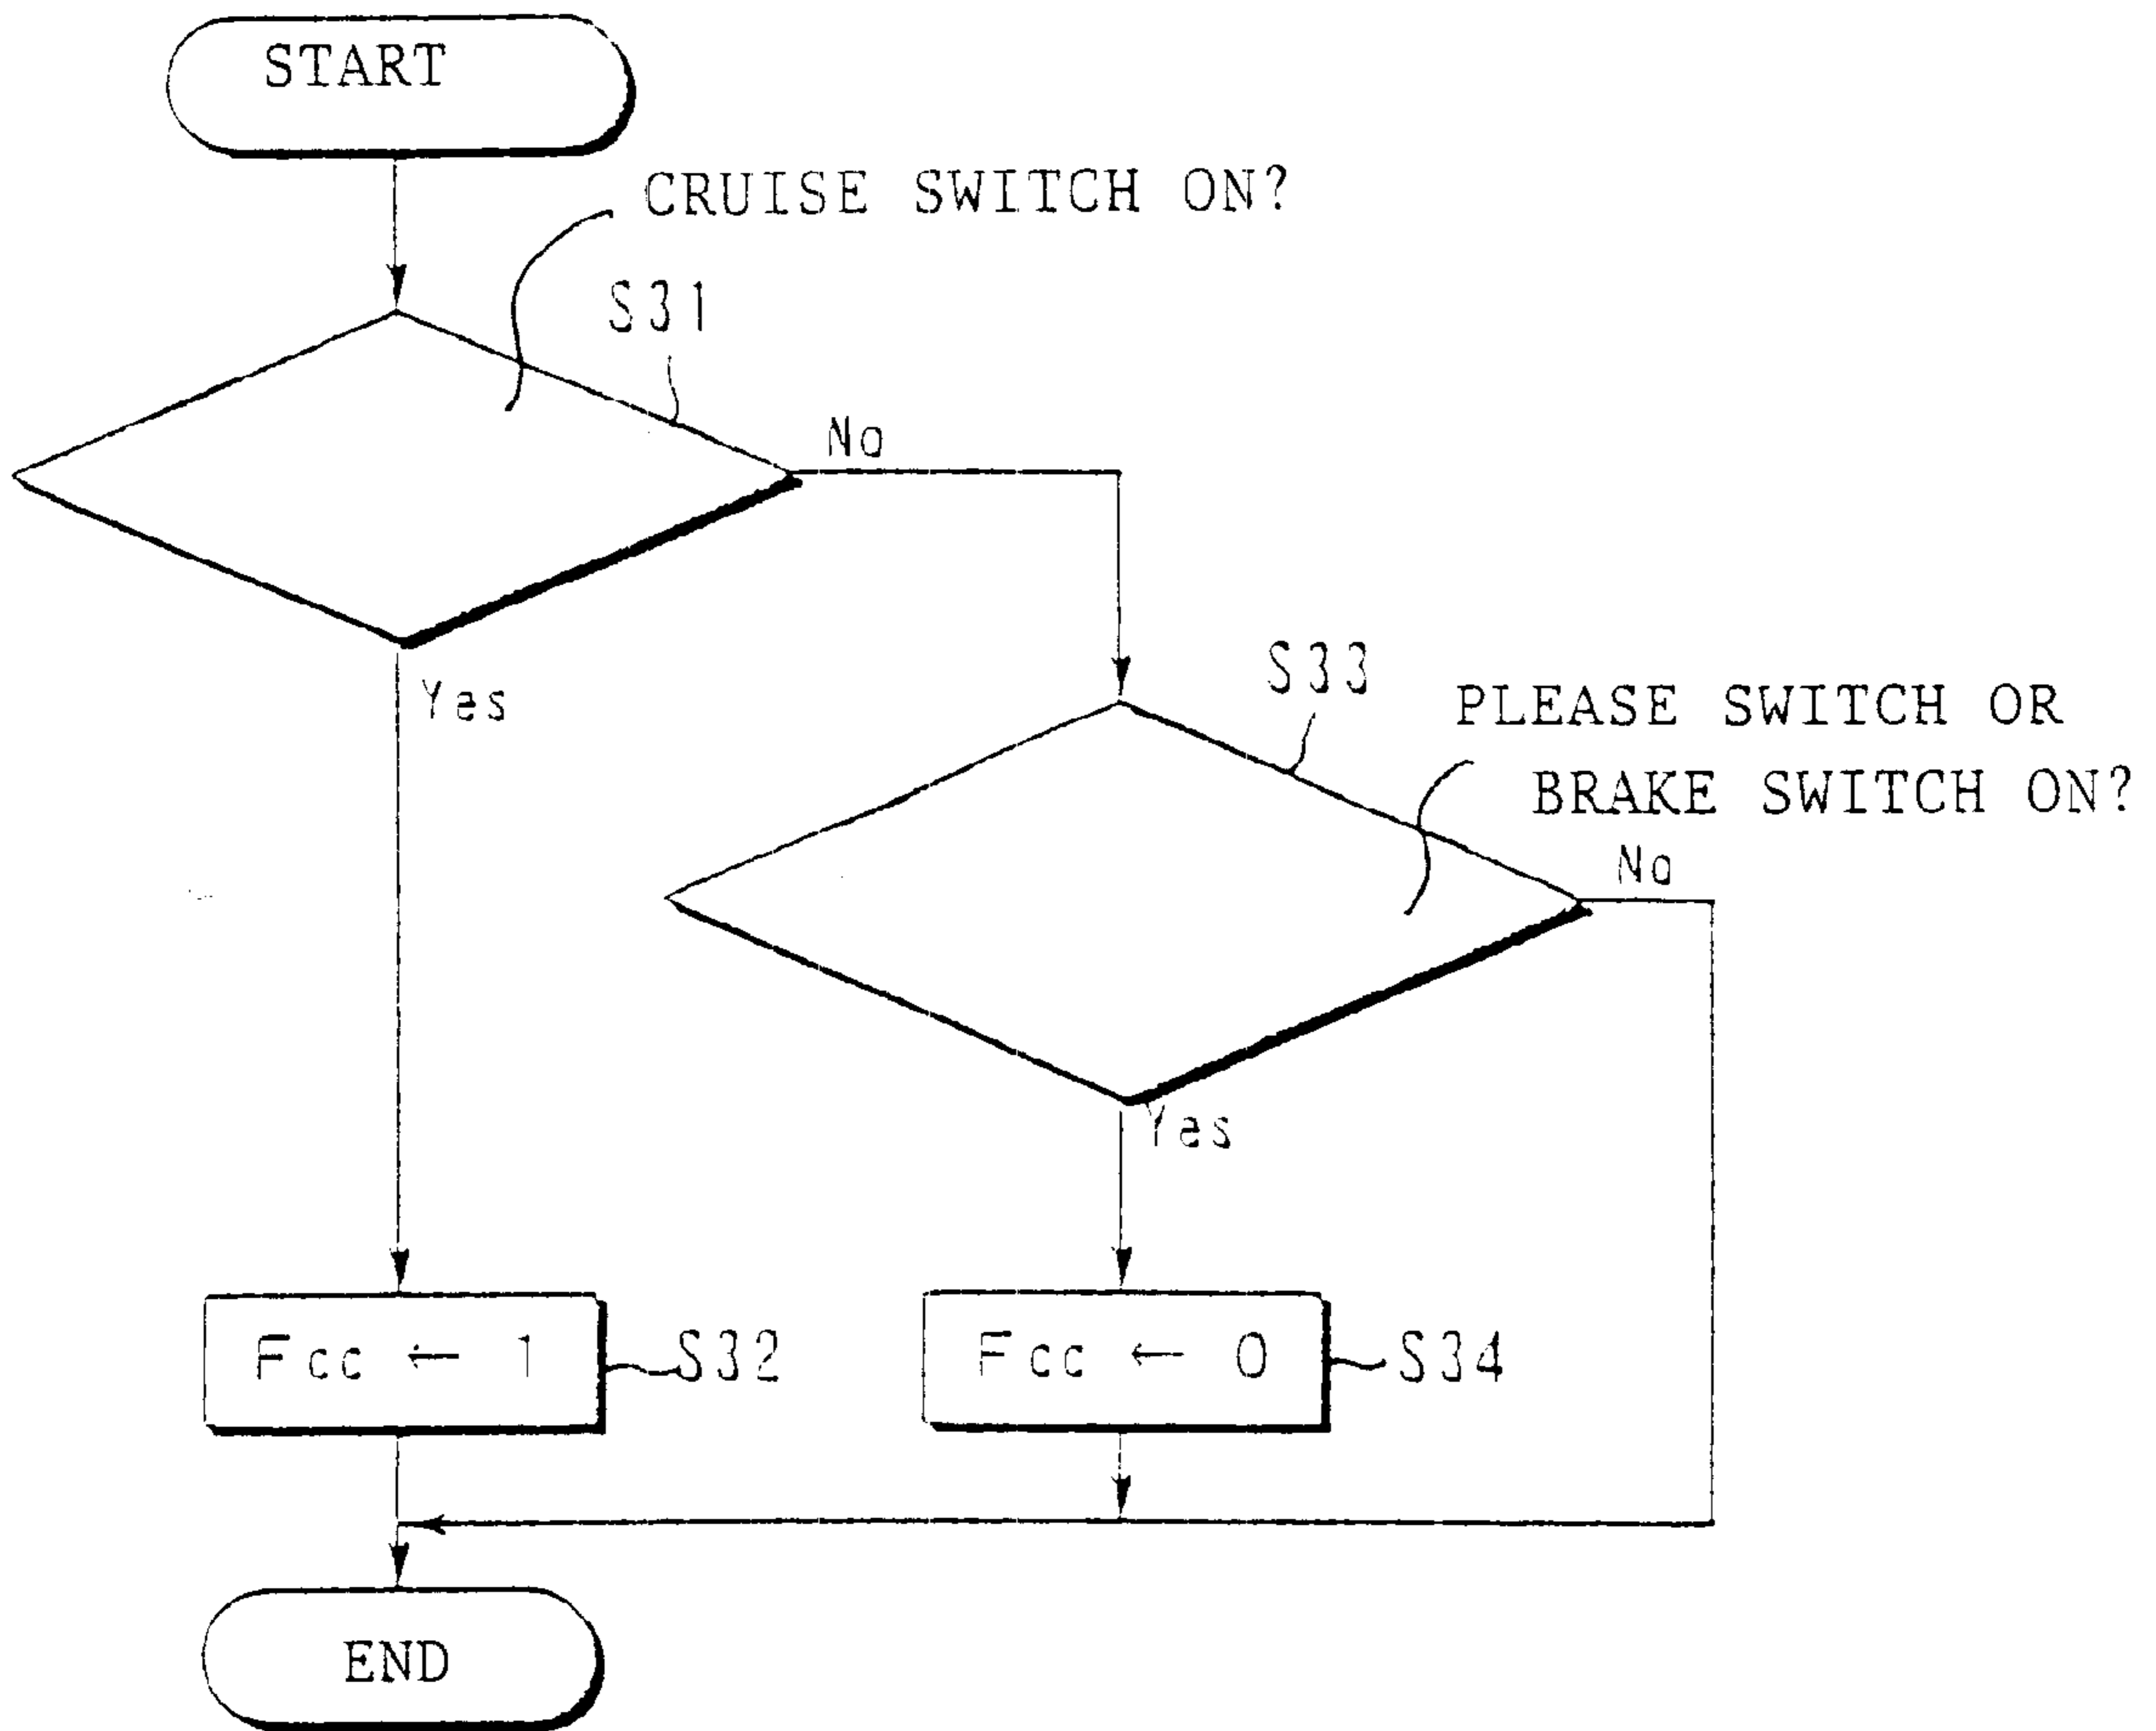 START
CRUISE SWITCH ON?
S31
No
Yes
S33
PLEASE SWITCH OR
BRAKE SWITCH ON?
No
Yes
Fcc ← 1
S32
Fcc ← 0
S34
END